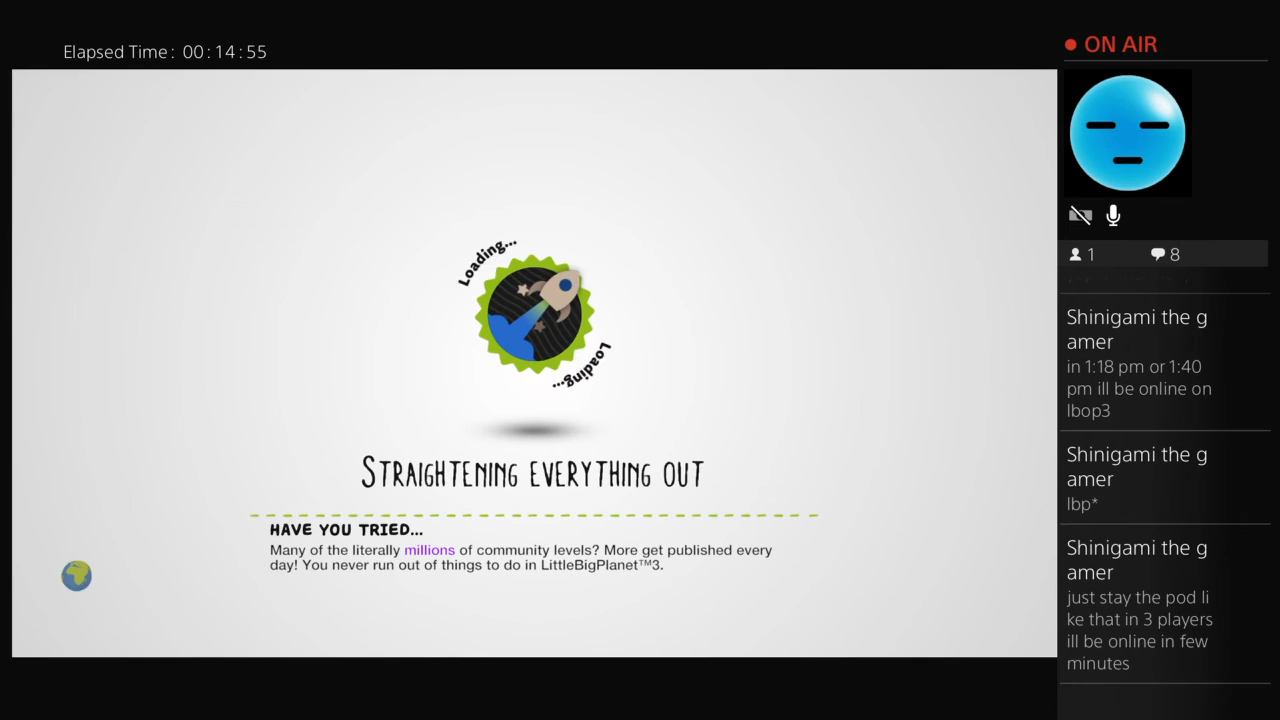 Elapsed Time: 00:14:55
ON AIR
1
8
Loading...
Loading...
STRAIGHTENING EVERYTHING OUT
HAVE YOU TRIED...
Many of the literally millions of community levels? More get published every
day! You never run out of things to do in LittleBigPlanet™3.
Shinigami the g
amer
in 1:18 pm or 1:40
pm ill be online on
lbop3
Shinigami the g
amer
lbp*
Shinigami the g
amer
just stay the pod li
ke that in 3 players
ill be online in few
minutes